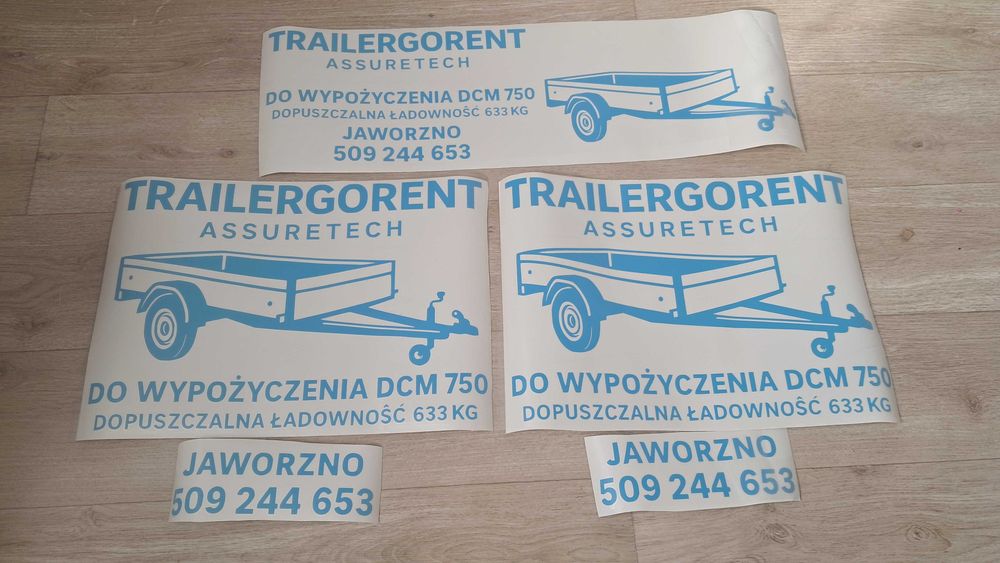 TRAILERGORENT
ASSURETECH
DO WYPOŻYCZENIA DCM 750
DOPUSZCZALNA ŁADOWNOŚĆ 633 KG
JAWORZNO
509 244 653
TRAILERGORENT
ASSURETECH
DO WYPOŻYCZENIA DCM 750
DOPUSZCZALNA ŁADOWNOŚĆ 633 KG
JAWORZNO
509 244 653
TRAILERGORENT
ASSURETECH
DO WYPOŻYCZENIA DCM 750
DOPUSZCZALNA ŁADOWNOŚĆ 633 KG
JAWORZNO
509 244 653